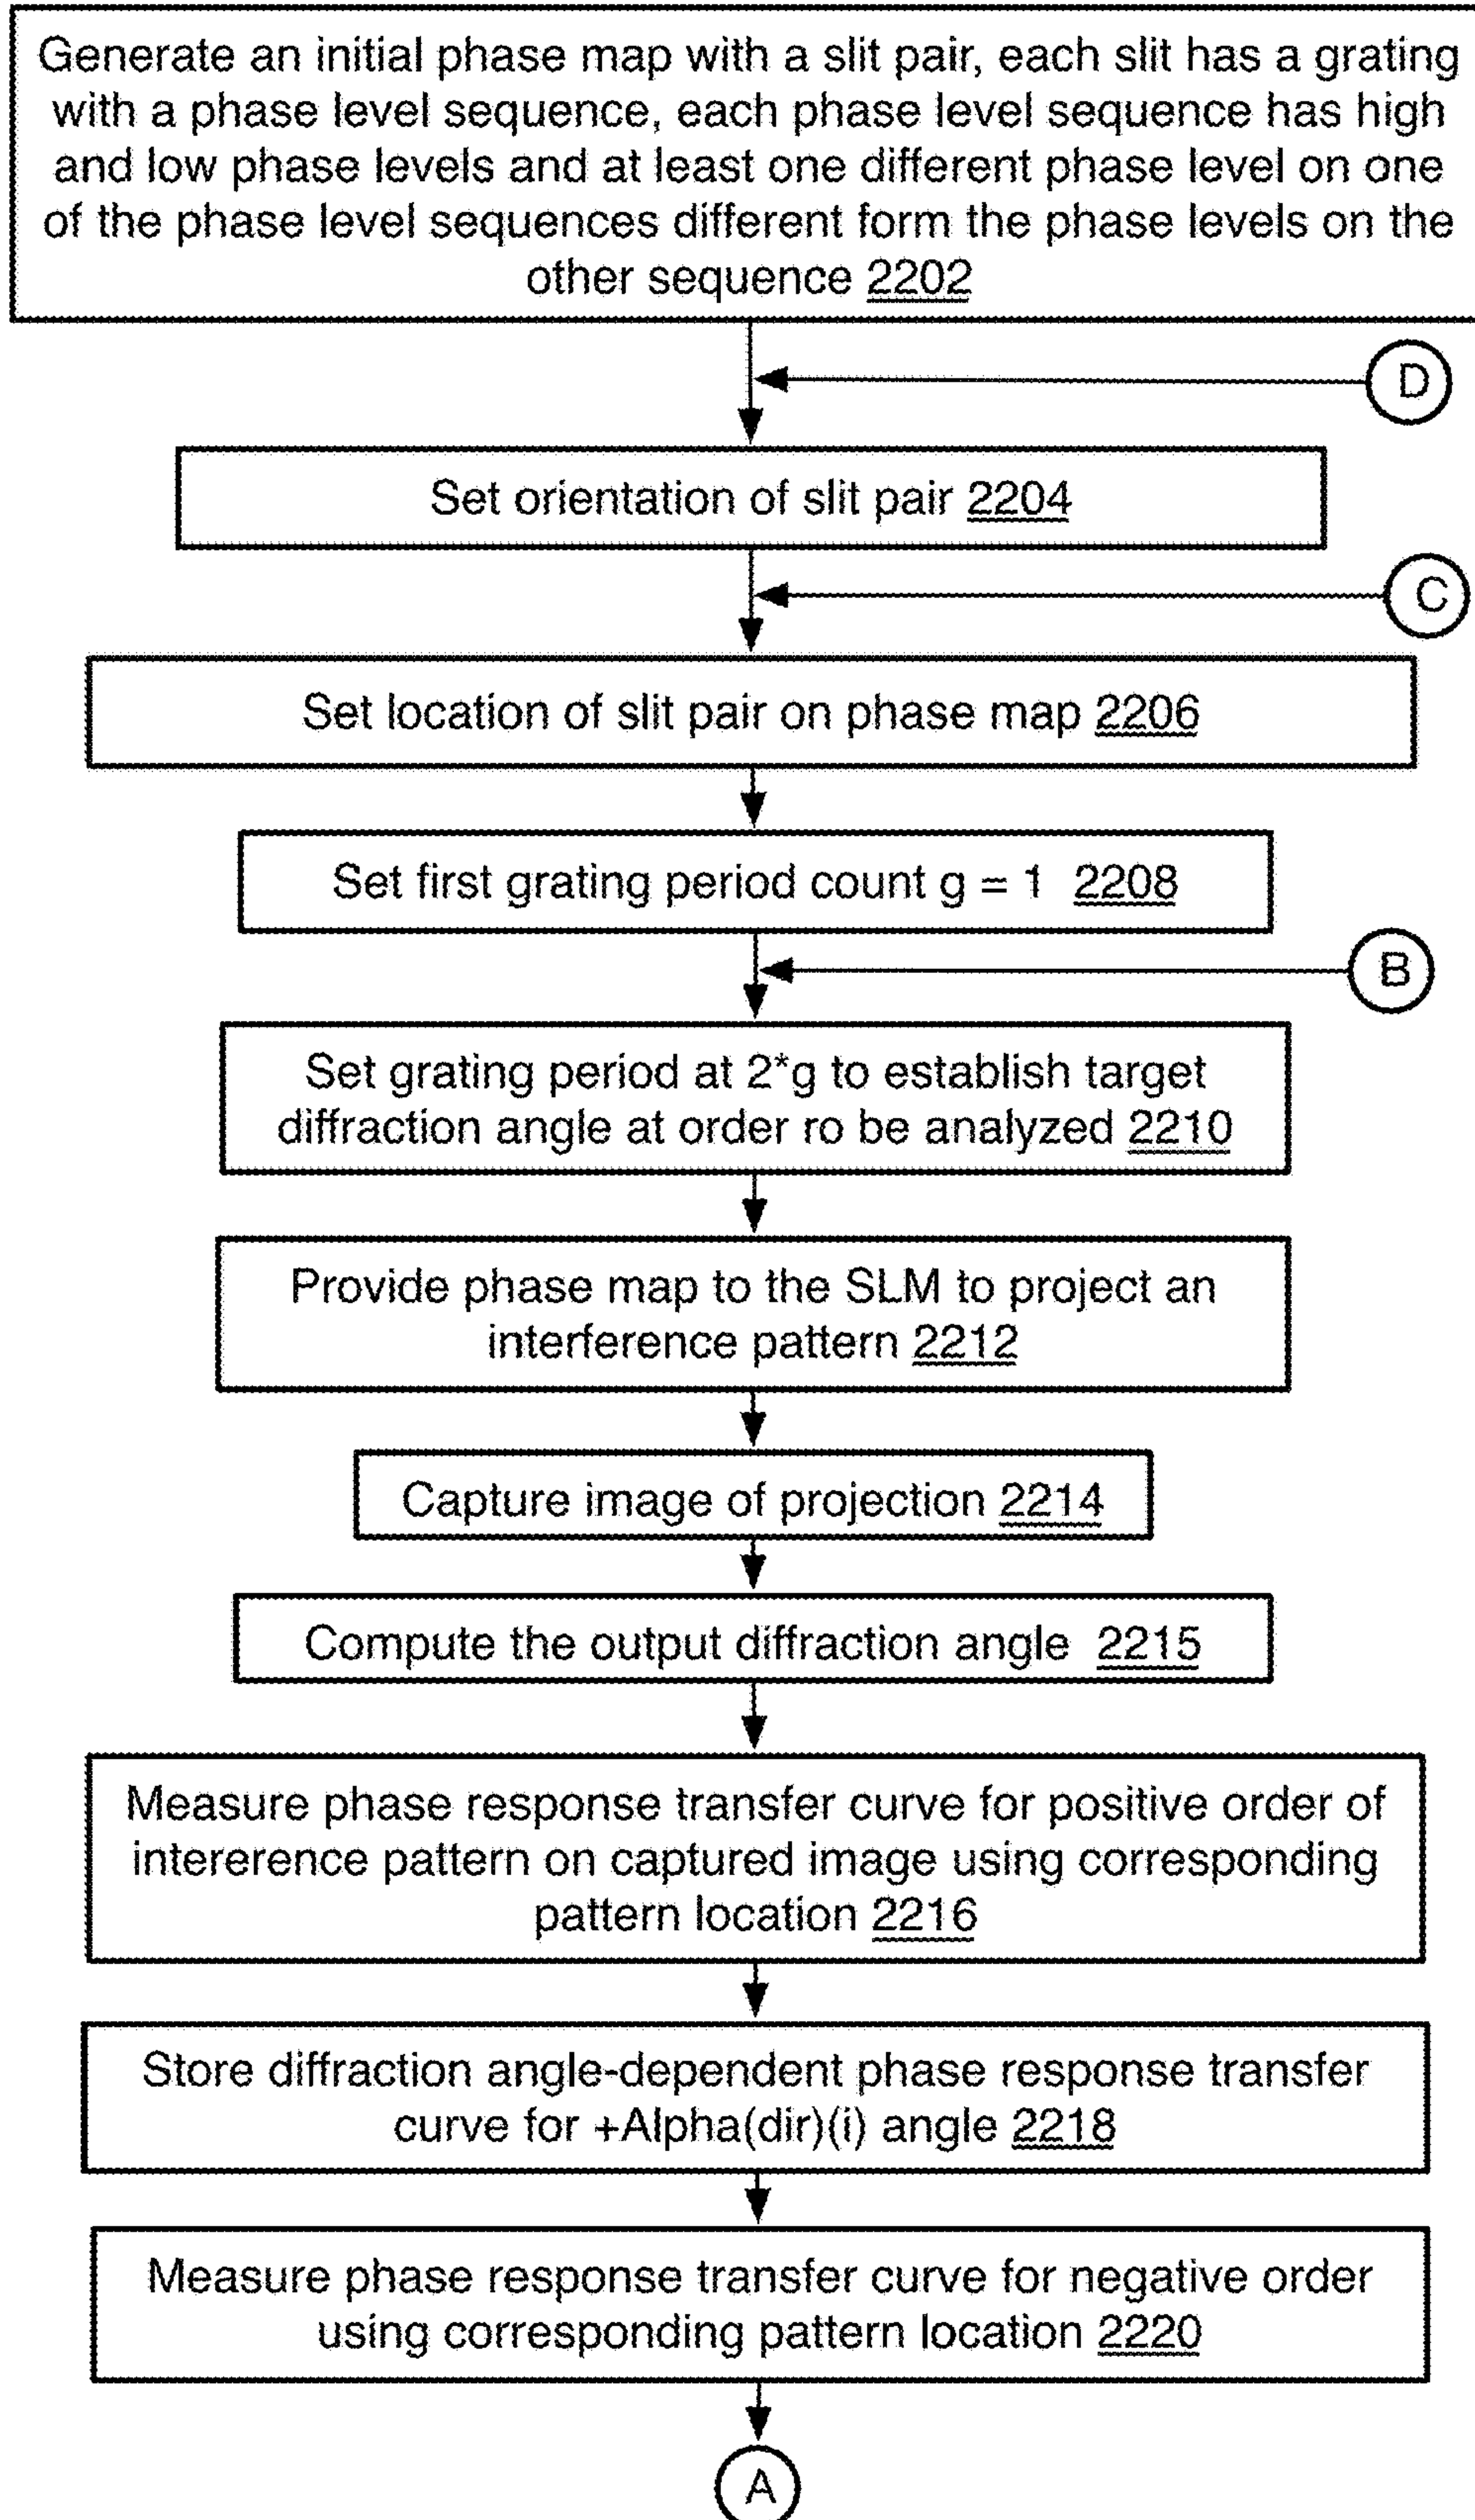 Generate an initial phase map with a slit pair, each slit has a grating
with a phase level sequence, each phase level sequence has high
and low phase levels and at least one different phase level on one
of the phase level sequences different form the phase levels on the
other sequence 2202
D
Set orientation of slit pair 2204
C
Set location of slit pair on phase map 2206
Set first grating period count g = 1 2208
B
Set grating period at 2*g to establish target
diffraction angle at order ro be analyzed 2210
Provide phase map to the SLM to project an
interference pattern 2212
Capture image of projection 2214
Compute the output diffraction angle 2215
Measure phase response transfer curve for positive order of
intererence pattern on captured image using corresponding
pattern location 2216
Store diffraction angle-dependent phase response transfer
curve for +Alpha(dir)(i) angle 2218
Measure phase response transfer curve for negative order
using corresponding pattern location 2220
A